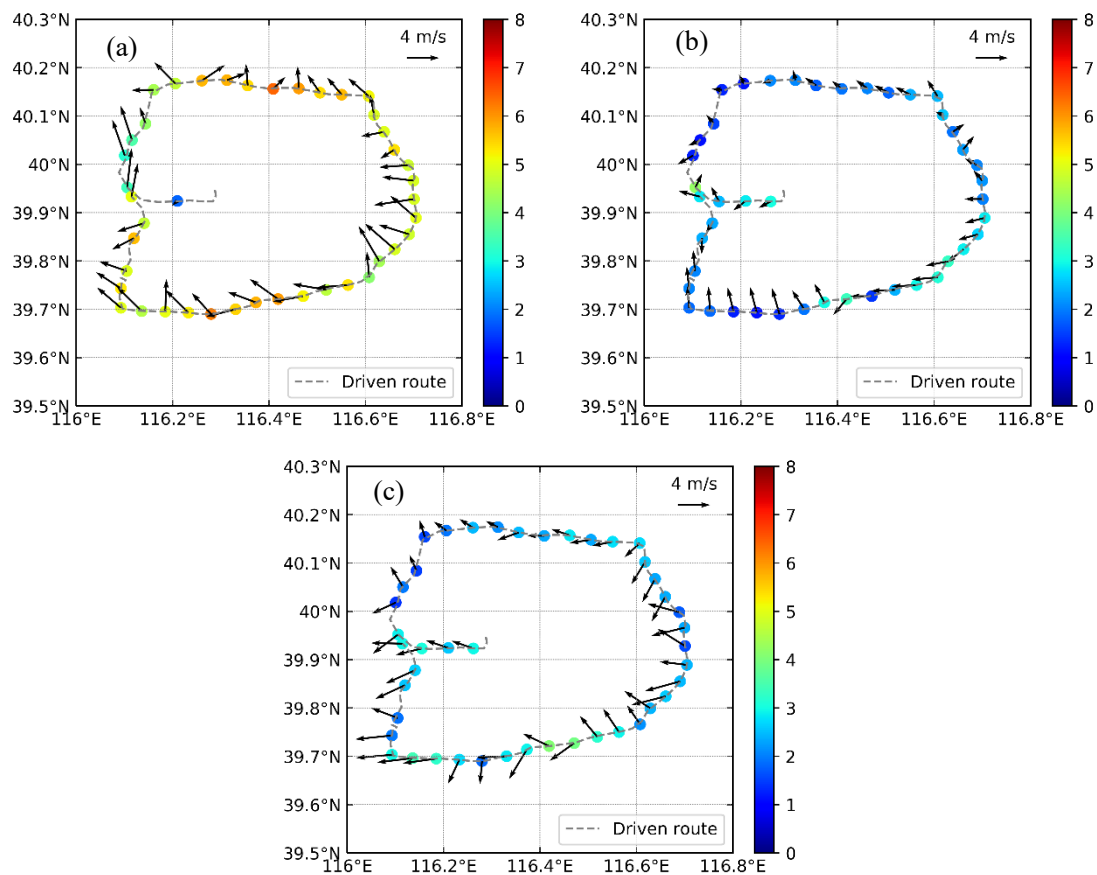 (a)
4 m/s
40.3°N
40.2°N
40.1°N
40°N
39.9°N
39.8°N
39.7°N
39.6°N
39.5°N
116°E
116.2°E
116.4°E
116.6°E
116.8°E
Driven route
8
7
6
5
4
3
2
1
0
(b)
4 m/s
40.3°N
40.2°N
40.1°N
40°N
39.9°N
39.8°N
39.7°N
39.6°N
39.5°N
116°E
116.2°E
116.4°E
116.6°E
116.8°E
Driven route
8
7
6
5
4
3
2
1
0
(c)
4 m/s
40.3°N
40.2°N
40.1°N
40°N
39.9°N
39.8°N
39.7°N
39.6°N
39.5°N
116°E
116.2°E
116.4°E
116.6°E
116.8°E
Driven route
8
7
6
5
4
3
2
1
0